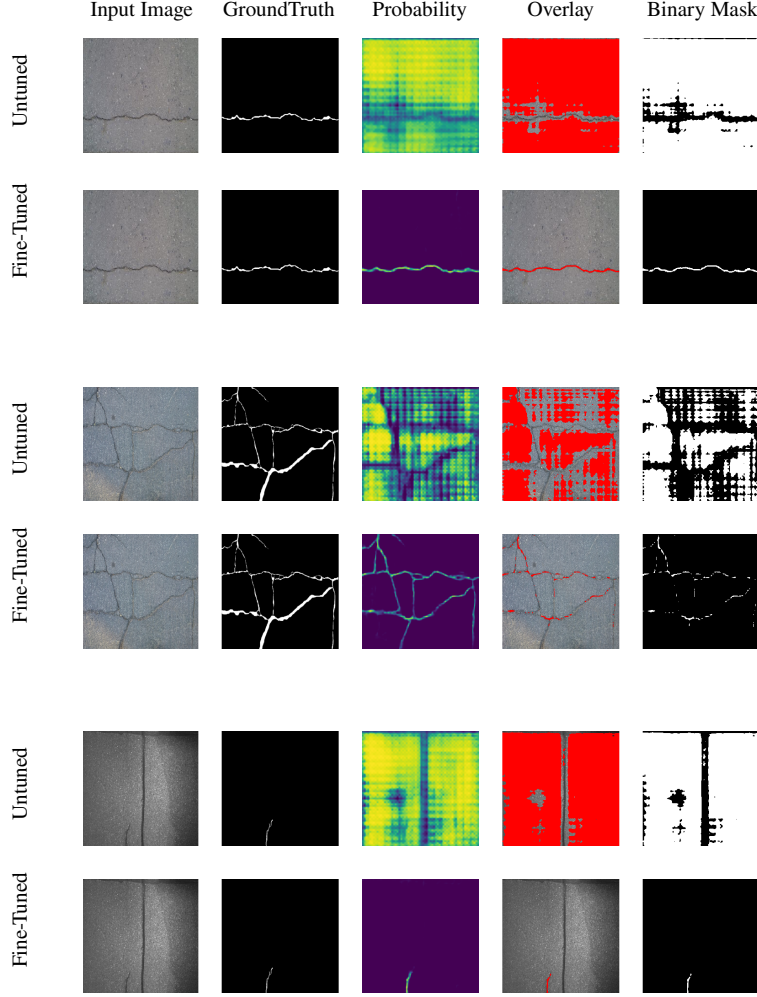 Input Image GroundTruth Probability Overlay Binary Mask
Untuned
Fine-Tuned
Untuned
Fine-Tuned
Untuned
Fine-Tuned